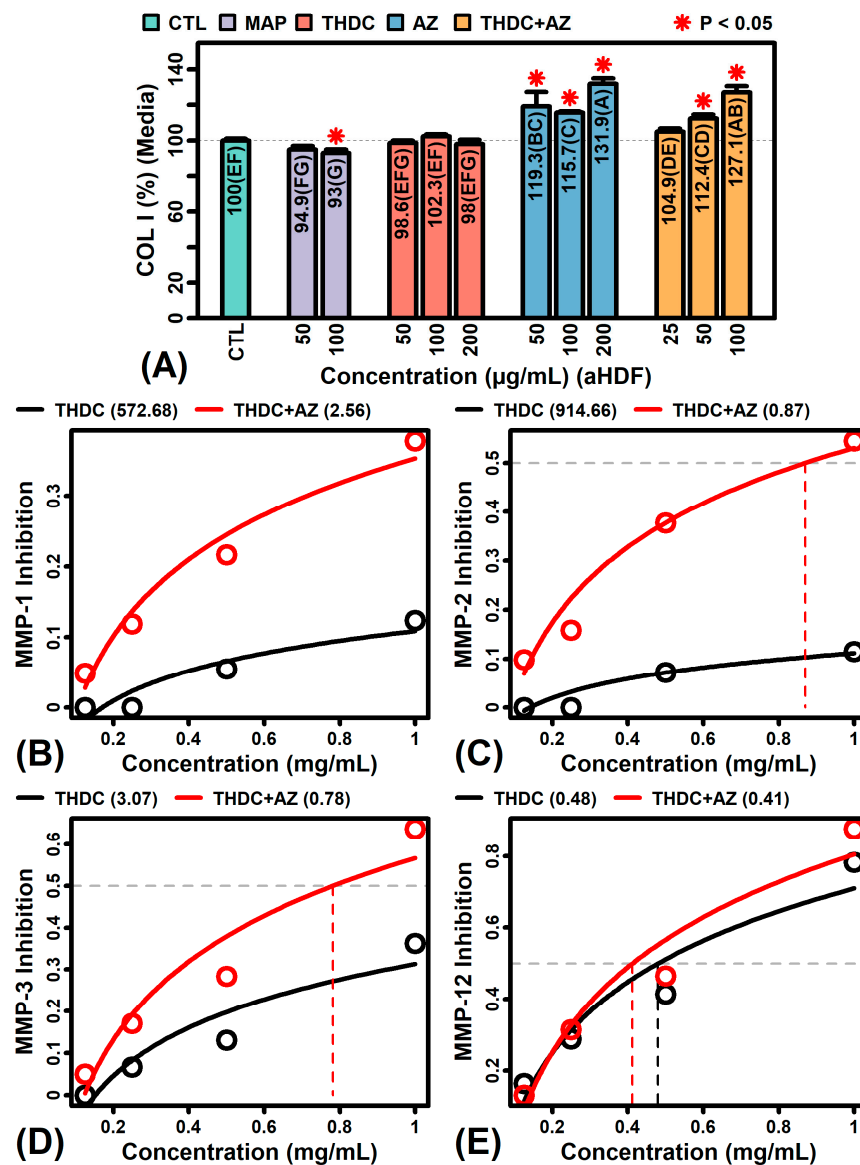 CTL MAP THDC AZ THDC+AZ P < 0.05
COL I (%) (Media)
0 20 60 100 140
100(EF) 94.9(FG) 93(G) 98.6(EFG) 102.3(EF) 98(EFG) 119.3(BC) 115.7(C) 131.9(A) 104.9(DE) 112.4(CD) 127.1(AB)
CTL 50 100 50 100 200 50 100 200 25 50 100
(A) Concentration (µg/mL) (aHDF)
THDC (572.68) THDC+AZ (2.56)
MMP-1 Inhibition
0 0.1 0.2 0.3
0.2 0.4 0.6 0.8 1
(B) Concentration (mg/mL)
THDC (914.66) THDC+AZ (0.87)
MMP-2 Inhibition
0 0.1 0.2 0.3 0.4 0.5
0.2 0.4 0.6 0.8 1
(C) Concentration (mg/mL)
THDC (3.07) THDC+AZ (0.78)
MMP-3 Inhibition
0 0.1 0.2 0.3 0.4 0.5 0.6
0.2 0.4 0.6 0.8 1
(D) Concentration (mg/mL)
THDC (0.48) THDC+AZ (0.41)
MMP-12 Inhibition
0.2 0.4 0.6 0.8
0.2 0.4 0.6 0.8 1
(E) Concentration (mg/mL)